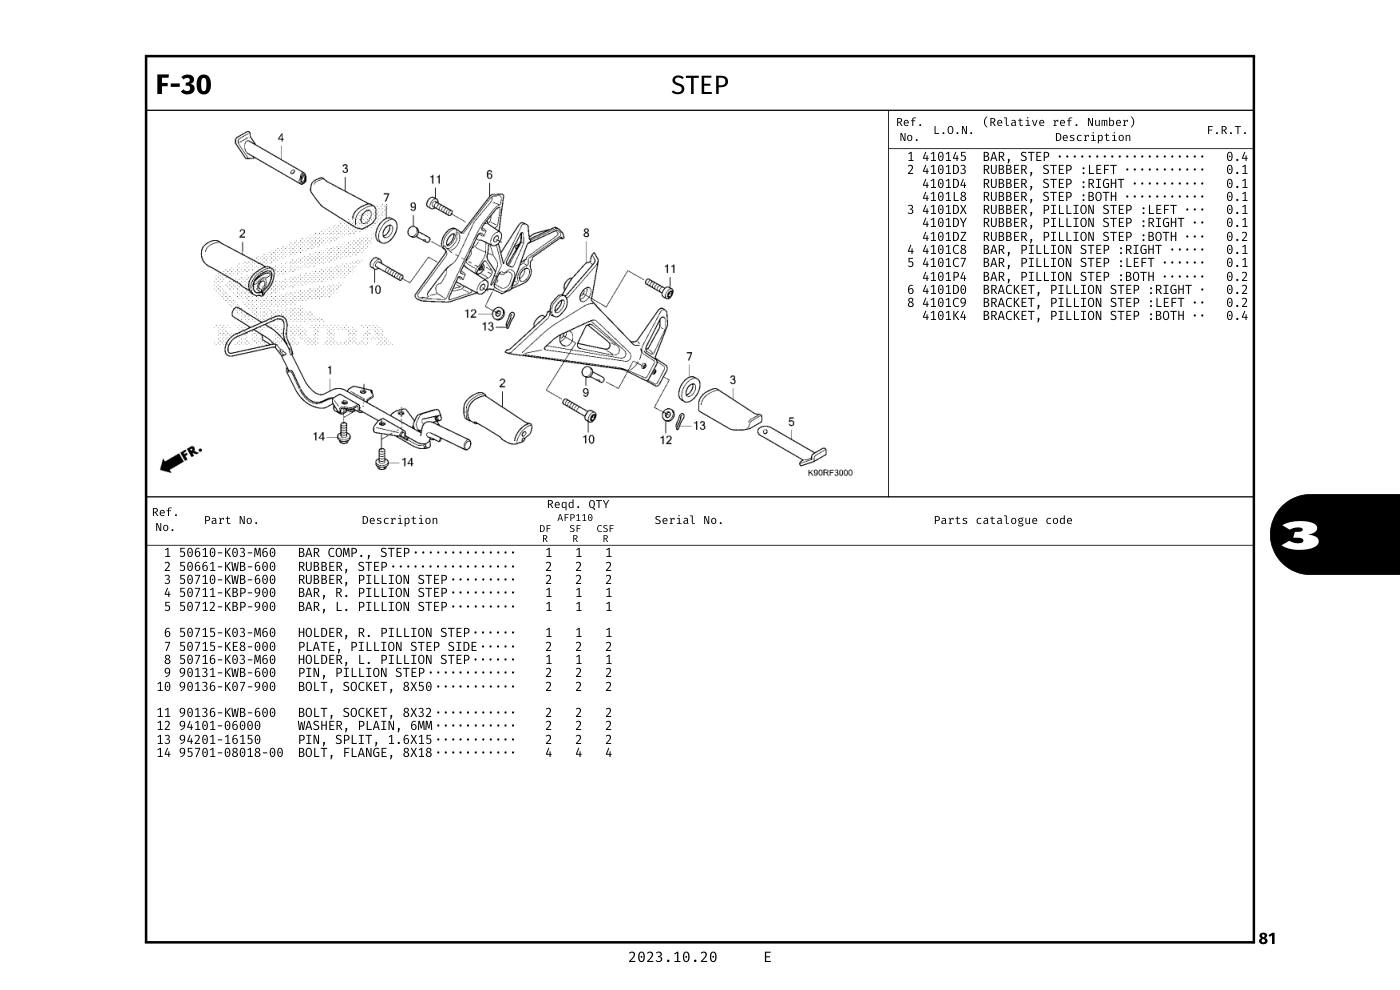 F-30
STEP
4
3
11
6
7
9
2
8
10
11
12
13
HONDA
1
7
3
2
9
5
14
10
12
13
14
FR.
K90RF3000
Ref. No. L.O.N. (Relative ref. Number) Description F.R.T.
1 410145 BAR, STEP ···················· 0.4
2 4101D3 RUBBER, STEP :LEFT ··········· 0.1
4101D4 RUBBER, STEP :RIGHT ·········· 0.1
4101L8 RUBBER, STEP :BOTH ··········· 0.1
3 4101DX RUBBER, PILLION STEP :LEFT ··· 0.1
4101DY RUBBER, PILLION STEP :RIGHT ·· 0.1
4101DZ RUBBER, PILLION STEP :BOTH ··· 0.2
4 4101C8 BAR, PILLION STEP :RIGHT ····· 0.1
5 4101C7 BAR, PILLION STEP :LEFT ······ 0.1
4101P4 BAR, PILLION STEP :BOTH ······ 0.2
6 4101D0 BRACKET, PILLION STEP :RIGHT · 0.2
8 4101C9 BRACKET, PILLION STEP :LEFT ·· 0.2
4101K4 BRACKET, PILLION STEP :BOTH ·· 0.4
Ref. No. Part No. Description Reqd. QTY Serial No. Parts catalogue code
AFP110
DF SF CSF
R R R
1 50610-K03-M60 BAR COMP., STEP·············· 1 1 1
2 50661-KWB-600 RUBBER, STEP················· 2 2 2
3 50710-KWB-600 RUBBER, PILLION STEP········· 2 2 2
4 50711-KBP-900 BAR, R. PILLION STEP········· 1 1 1
5 50712-KBP-900 BAR, L. PILLION STEP········· 1 1 1
6 50715-K03-M60 HOLDER, R. PILLION STEP······ 1 1 1
7 50715-KE8-000 PLATE, PILLION STEP SIDE····· 2 2 2
8 50716-K03-M60 HOLDER, L. PILLION STEP······ 1 1 1
9 90131-KWB-600 PIN, PILLION STEP············ 2 2 2
10 90136-K07-900 BOLT, SOCKET, 8X50··········· 2 2 2
11 90136-KWB-600 BOLT, SOCKET, 8X32··········· 2 2 2
12 94101-06000 WASHER, PLAIN, 6MM··········· 2 2 2
13 94201-16150 PIN, SPLIT, 1.6X15··········· 2 2 2
14 95701-08018-00 BOLT, FLANGE, 8X18··········· 4 4 4
3
81
2023.10.20 E